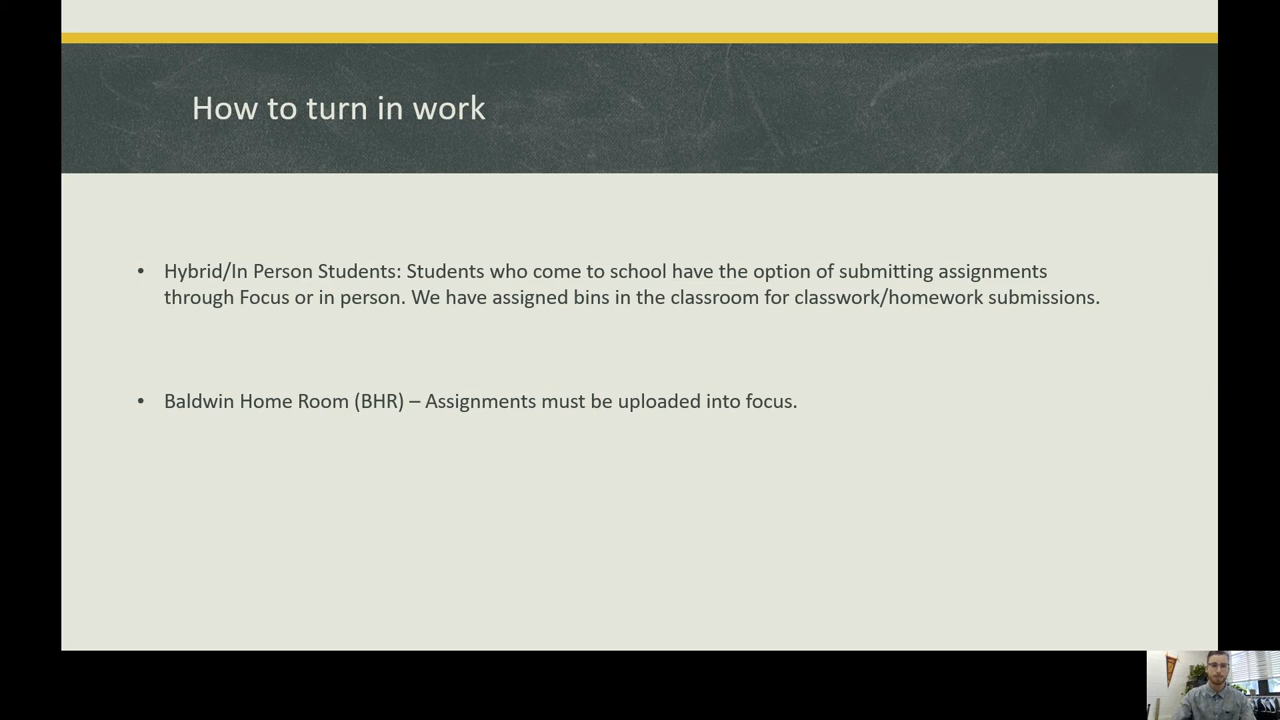 How to turn in work
• Hybrid/In Person Students: Students who come to school have the option of submitting assignments
through Focus or in person. We have assigned bins in the classroom for classwork/homework submissions.
• Baldwin Home Room (BHR) – Assignments must be uploaded into focus.